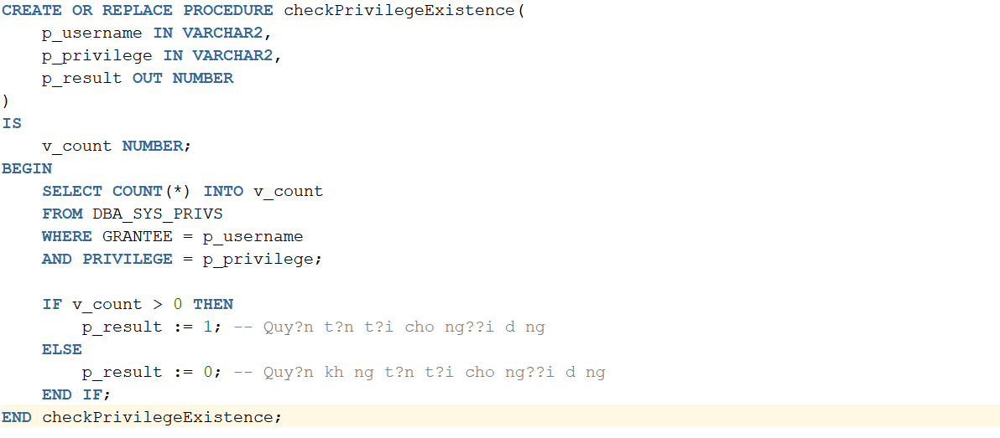 CREATE OR REPLACE PROCEDURE checkPrivilegeExistence(
    p_username IN VARCHAR2,
    p_privilege IN VARCHAR2,
    p_result OUT NUMBER
)
IS
    v_count NUMBER;
BEGIN
    SELECT COUNT(*) INTO v_count
    FROM DBA_SYS_PRIVS
    WHERE GRANTEE = p_username
    AND PRIVILEGE = p_privilege;

    IF v_count > 0 THEN
        p_result := 1; -- Quy?n t?n t?i cho ng??i d ng
    ELSE
        p_result := 0; -- Quy?n kh ng t?n t?i cho ng??i d ng
    END IF;
END checkPrivilegeExistence;